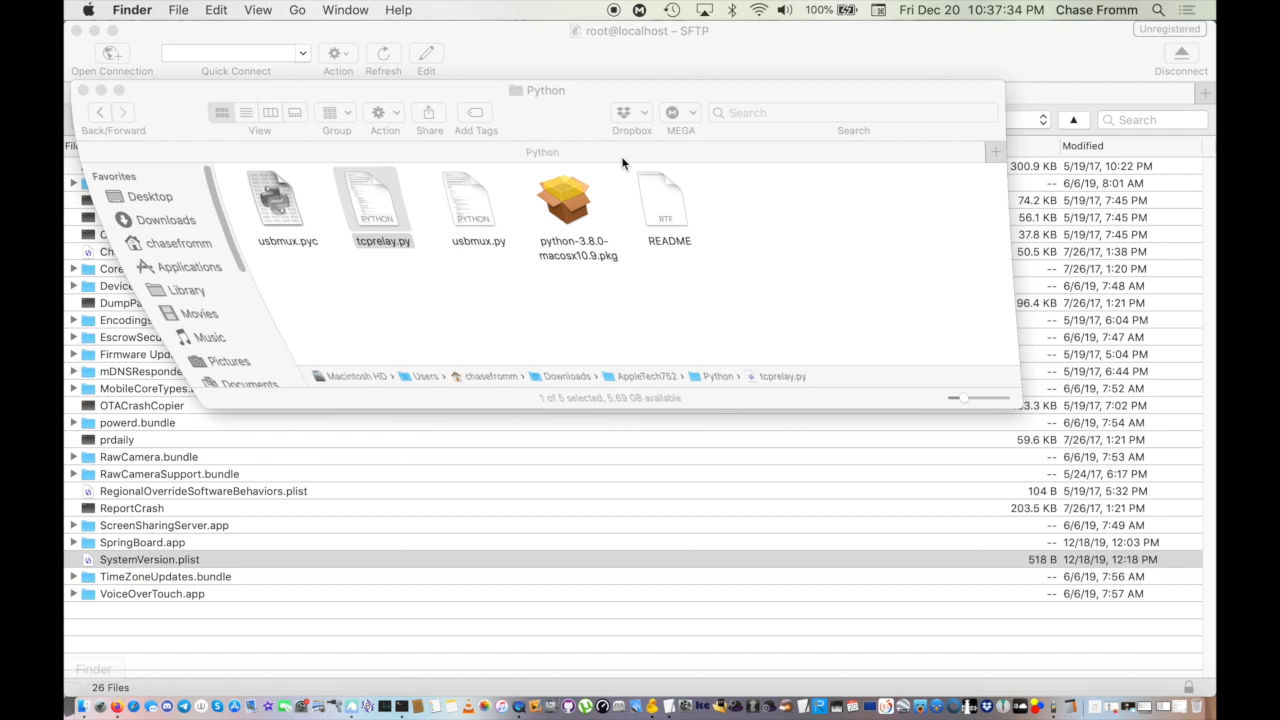 Finder File Edit View Go Window Help 100% Fri Dec 20 10:37:34 PM Chase Fromm
root@localhost – SFTP Unregistered
Open Connection Quick Connect Action Refresh Edit Disconnect
Python
Back/Forward View Group Action Share Add Tags Dropbox MEGA Search Search
Search
Python
Modified
Favorites
Desktop
Downloads
chasefromm
Applications
Library
Movies
Music
Pictures
Documents
PYTHON PYTHON RTF
usbmux.pyc tcprelay.py usbmux.py python-3.8.0-macosx10.9.pkg README
Macintosh HD › Users › chasefromm › Downloads › AppleTech752 › Python › tcprelay.py
1 of 5 selected, 5.69 GB available
300.9 KB 5/19/17, 10:22 PM
-- 6/6/19, 8:01 AM
74.2 KB 5/19/17, 7:45 PM
56.1 KB 5/19/17, 7:45 PM
37.8 KB 5/19/17, 7:45 PM
50.5 KB 7/26/17, 1:38 PM
-- 7/26/17, 1:20 PM
-- 6/6/19, 7:48 AM
96.4 KB 7/26/17, 1:21 PM
Encodings -- 5/19/17, 6:04 PM
EscrowSecu -- 6/6/19, 7:47 AM
Firmware Upd -- 5/19/17, 5:04 PM
mDNSResponde -- 5/19/17, 6:44 PM
MobileCoreTypes. -- 6/6/19, 7:52 AM
OTACrashCopier 3.3 KB 5/19/17, 7:02 PM
powerd.bundle -- 6/6/19, 7:54 AM
prdaily 59.6 KB 7/26/17, 1:21 PM
RawCamera.bundle -- 6/6/19, 7:53 AM
RawCameraSupport.bundle -- 5/24/17, 6:17 PM
RegionalOverrideSoftwareBehaviors.plist 104 B 5/19/17, 5:32 PM
ReportCrash 203.5 KB 7/26/17, 1:21 PM
ScreenSharingServer.app -- 6/6/19, 7:49 AM
SpringBoard.app -- 12/18/19, 12:03 PM
SystemVersion.plist 518 B 12/18/19, 12:18 PM
TimeZoneUpdates.bundle -- 6/6/19, 7:56 AM
VoiceOverTouch.app -- 6/6/19, 7:57 AM
Finder
26 Files